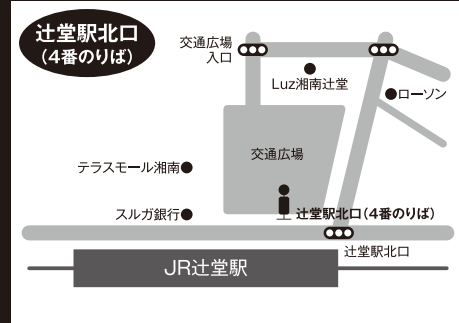 辻堂駅北口
(4番のりば)
交通広場
入口
Luz湘南辻堂
ローソン
交通広場
テラスモール湘南
スルガ銀行
辻堂駅北口(4番のりば)
辻堂駅北口
JR辻堂駅